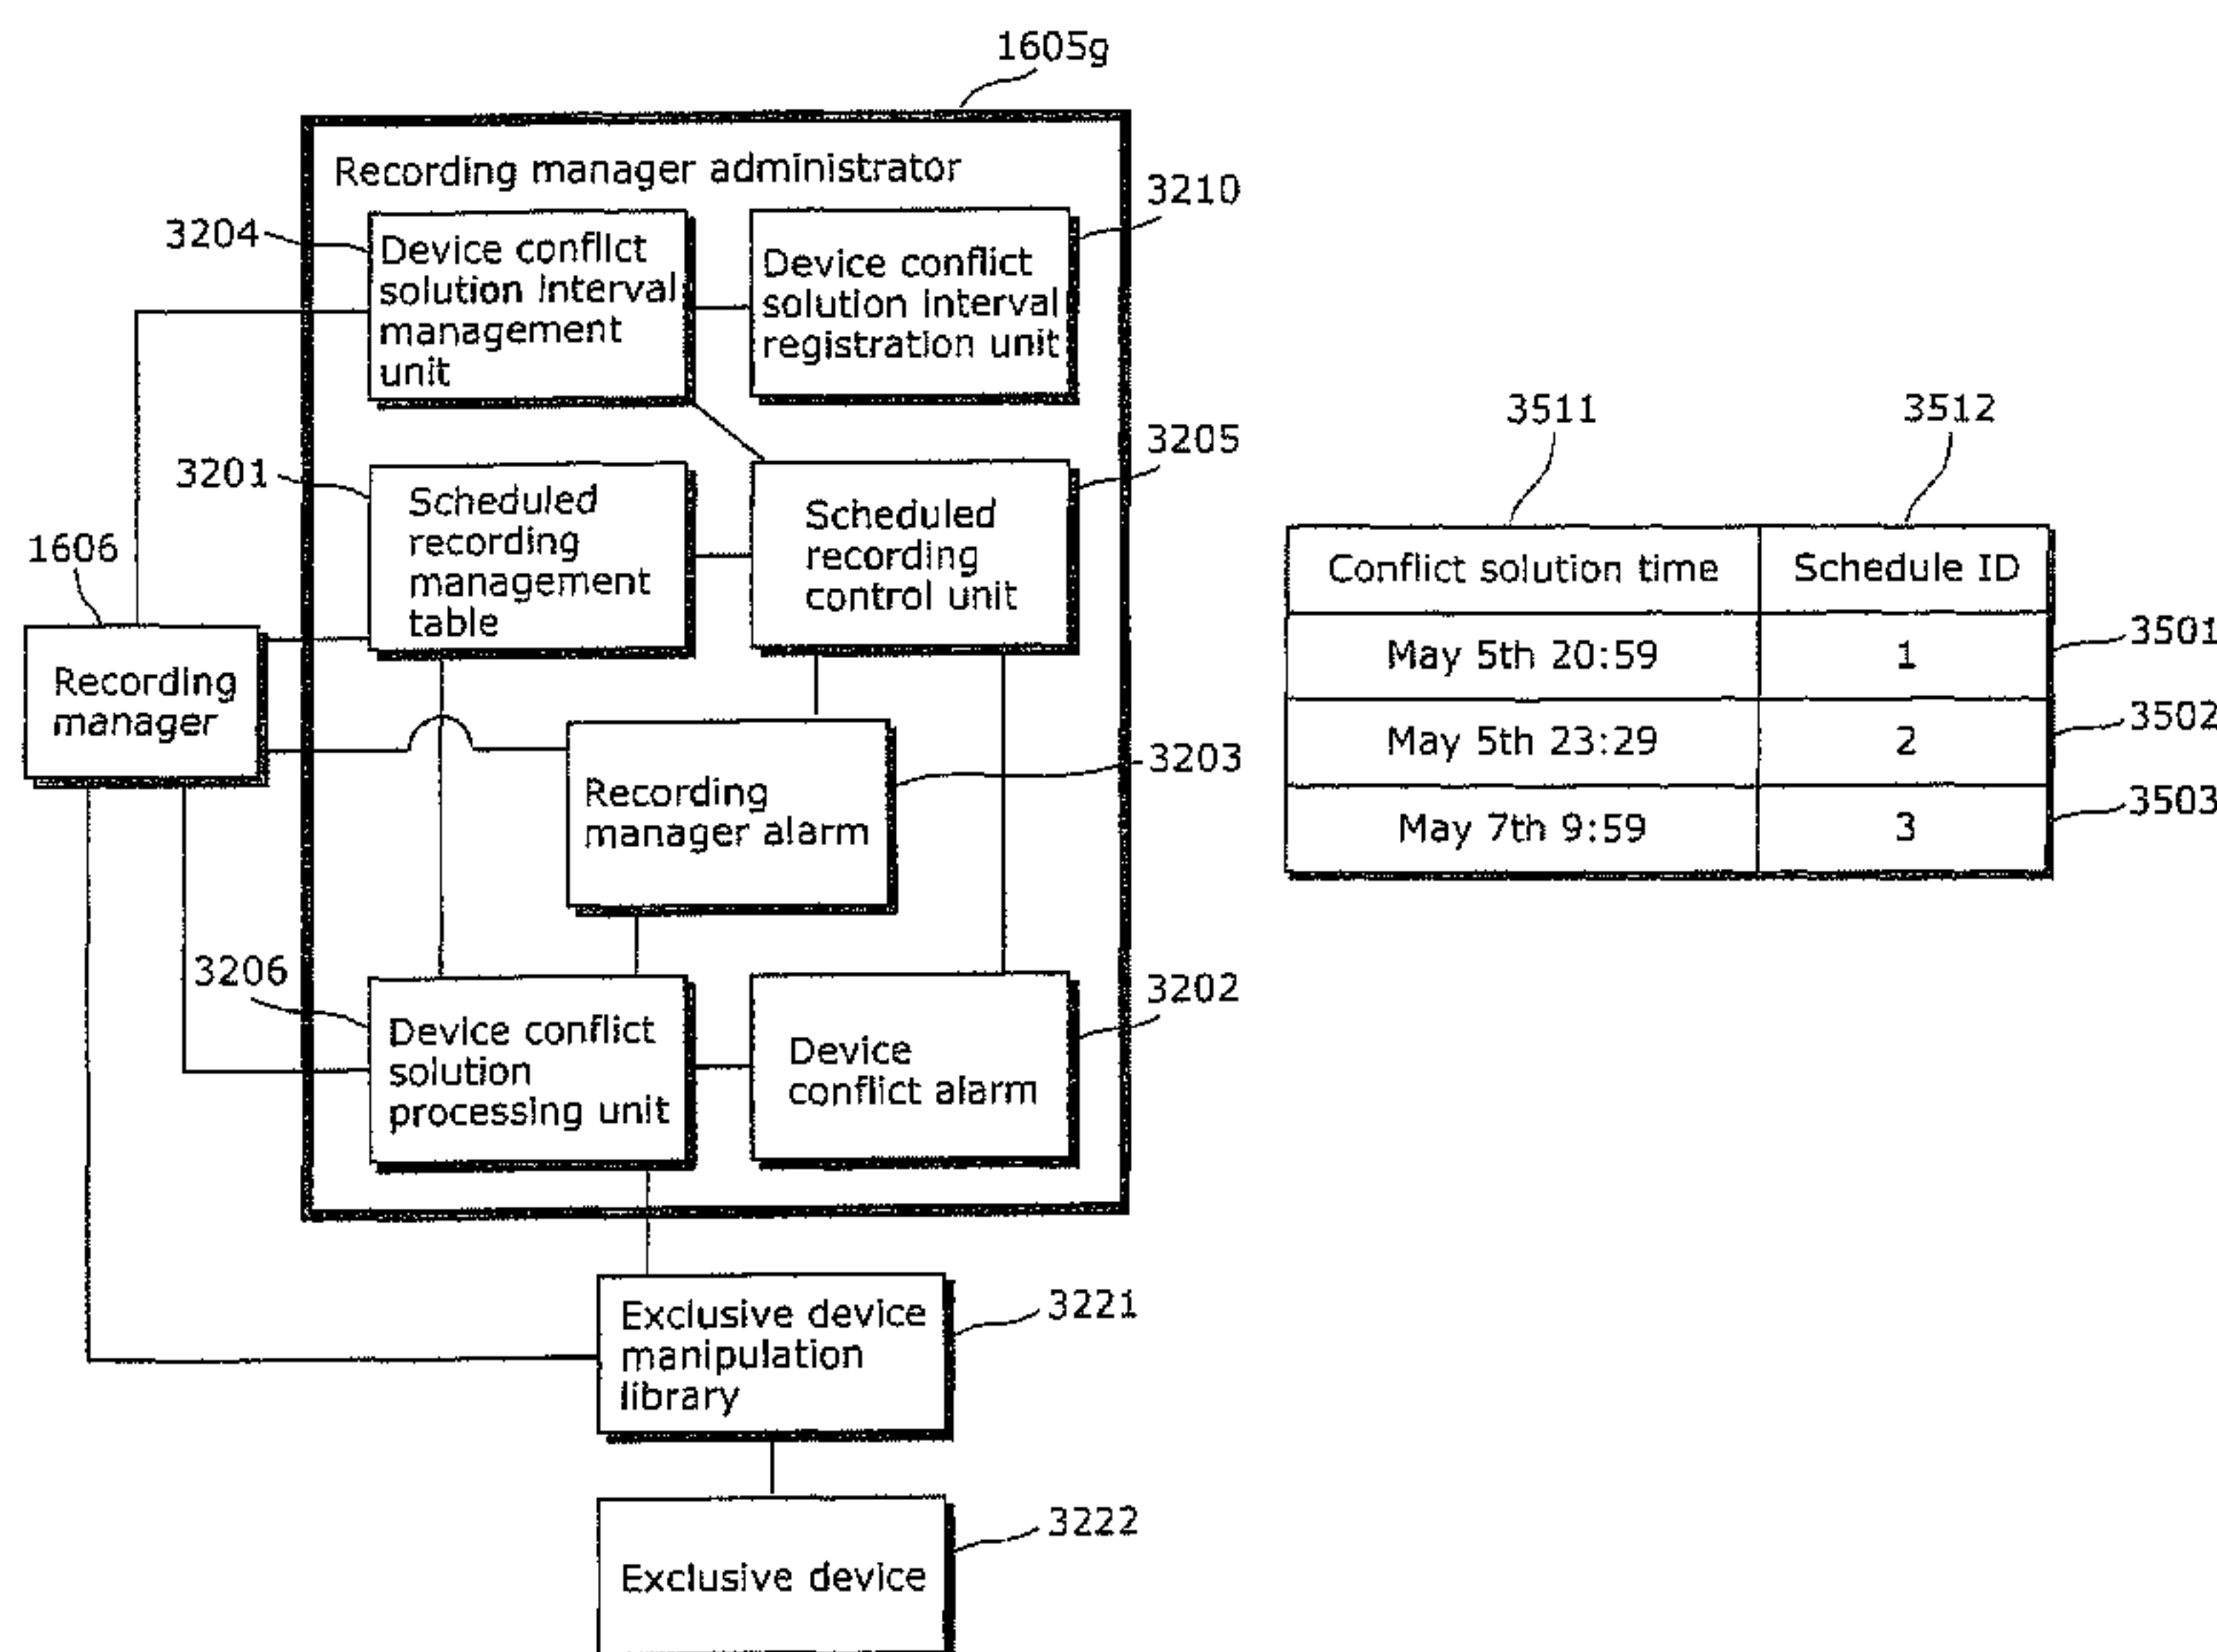 1605g
Recording manager administrator
3204
Device conflict
solution interval
management
unit
3210
Device conflict
solution interval
registration unit
3201
Scheduled
recording
management
table
3205
Scheduled
recording
control unit
1606
Recording
manager
Recording
manager alarm
3203
3206
Device conflict
solution
processing unit
3202
Device
conflict alarm
Exclusive device
manipulation
library
3221
Exclusive device
3222
3511
3512
Conflict solution time Schedule ID
May 5th 20:59 1 3501
May 5th 23:29 2 3502
May 7th 9:59 3 3503